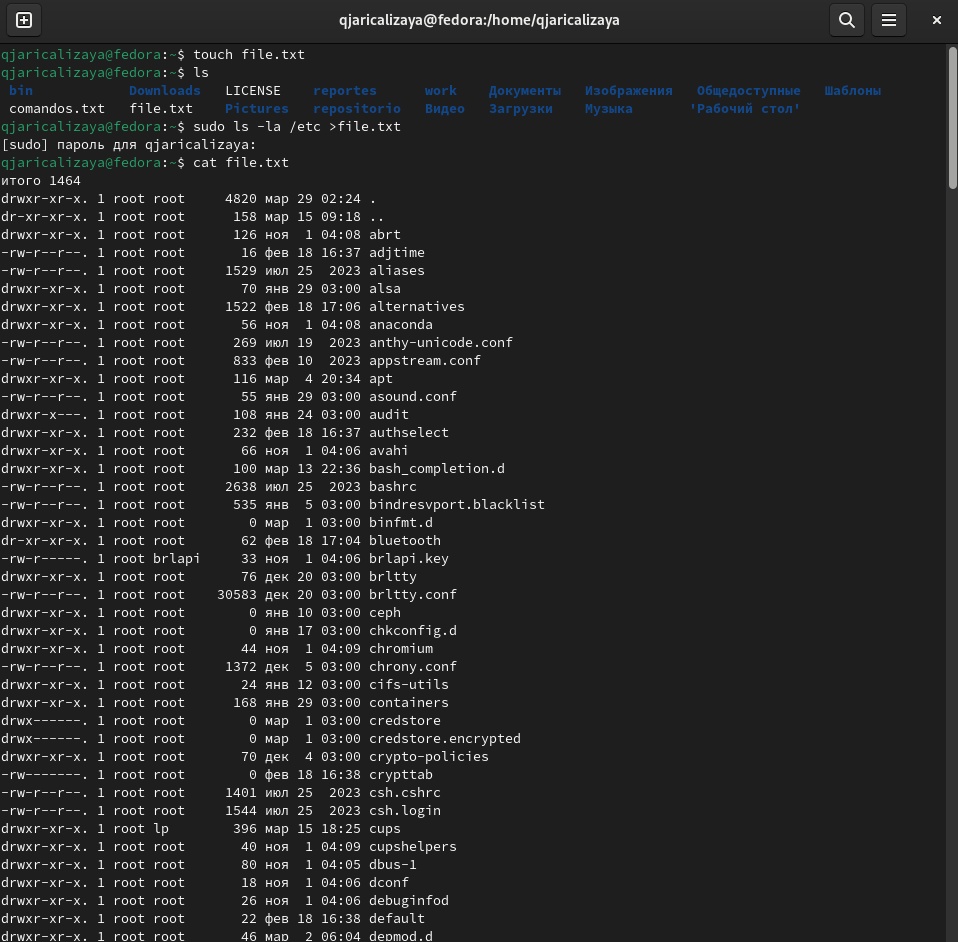 qjaricalizaya@fedora:/home/qjaricalizaya
qjaricalizaya@fedora:~$ touch file.txt
qjaricalizaya@fedora:~$ ls
bin Downloads LICENSE reportes work Документы Изображения Общедоступные Шаблоны
comandos.txt file.txt Pictures repositorio Видео Загрузки Музыка 'Рабочий стол'
qjaricalizaya@fedora:~$ sudo ls -la /etc >file.txt
[sudo] пароль для qjaricalizaya:
qjaricalizaya@fedora:~$ cat file.txt
итого 1464
drwxr-xr-x. 1 root root 4820 мар 29 02:24 .
dr-xr-xr-x. 1 root root 158 мар 15 09:18 ..
drwxr-xr-x. 1 root root 126 ноя 1 04:08 abrt
-rw-r--r--. 1 root root 16 фев 18 16:37 adjtime
-rw-r--r--. 1 root root 1529 июл 25 2023 aliases
drwxr-xr-x. 1 root root 70 янв 29 03:00 alsa
drwxr-xr-x. 1 root root 1522 фев 18 17:06 alternatives
drwxr-xr-x. 1 root root 56 ноя 1 04:08 anaconda
-rw-r--r--. 1 root root 269 июл 19 2023 anthy-unicode.conf
-rw-r--r--. 1 root root 833 фев 10 2023 appstream.conf
drwxr-xr-x. 1 root root 116 мар 4 20:34 apt
-rw-r--r--. 1 root root 55 янв 29 03:00 asound.conf
drwxr-x---. 1 root root 108 янв 24 03:00 audit
drwxr-xr-x. 1 root root 232 фев 18 16:37 authselect
drwxr-xr-x. 1 root root 66 ноя 1 04:06 avahi
drwxr-xr-x. 1 root root 100 мар 13 22:36 bash_completion.d
-rw-r--r--. 1 root root 2638 июл 25 2023 bashrc
-rw-r--r--. 1 root root 535 янв 5 03:00 bindresvport.blacklist
drwxr-xr-x. 1 root root 0 мар 1 03:00 binfmt.d
dr-xr-xr-x. 1 root root 62 фев 18 17:04 bluetooth
-rw-r-----. 1 root brlapi 33 ноя 1 04:06 brlapi.key
drwxr-xr-x. 1 root root 76 дек 20 03:00 brltty
-rw-r--r--. 1 root root 30583 дек 20 03:00 brltty.conf
drwxr-xr-x. 1 root root 0 янв 10 03:00 ceph
drwxr-xr-x. 1 root root 0 янв 17 03:00 chkconfig.d
drwxr-xr-x. 1 root root 44 ноя 1 04:09 chromium
-rw-r--r--. 1 root root 1372 дек 5 03:00 chrony.conf
drwxr-xr-x. 1 root root 24 янв 12 03:00 cifs-utils
drwxr-xr-x. 1 root root 168 янв 29 03:00 containers
drwx------. 1 root root 0 мар 1 03:00 credstore
drwx------. 1 root root 0 мар 1 03:00 credstore.encrypted
drwxr-xr-x. 1 root root 70 дек 4 03:00 crypto-policies
-rw-------. 1 root root 0 фев 18 16:38 crypttab
-rw-r--r--. 1 root root 1401 июл 25 2023 csh.cshrc
-rw-r--r--. 1 root root 1544 июл 25 2023 csh.login
drwxr-xr-x. 1 root lp 396 мар 15 18:25 cups
drwxr-xr-x. 1 root root 40 ноя 1 04:09 cupshelpers
drwxr-xr-x. 1 root root 80 ноя 1 04:05 dbus-1
drwxr-xr-x. 1 root root 18 ноя 1 04:06 dconf
drwxr-xr-x. 1 root root 26 ноя 1 04:06 debuginfod
drwxr-xr-x. 1 root root 22 фев 18 16:38 default
drwxr-xr-x. 1 root root 46 мар 2 06:04 depmod.d